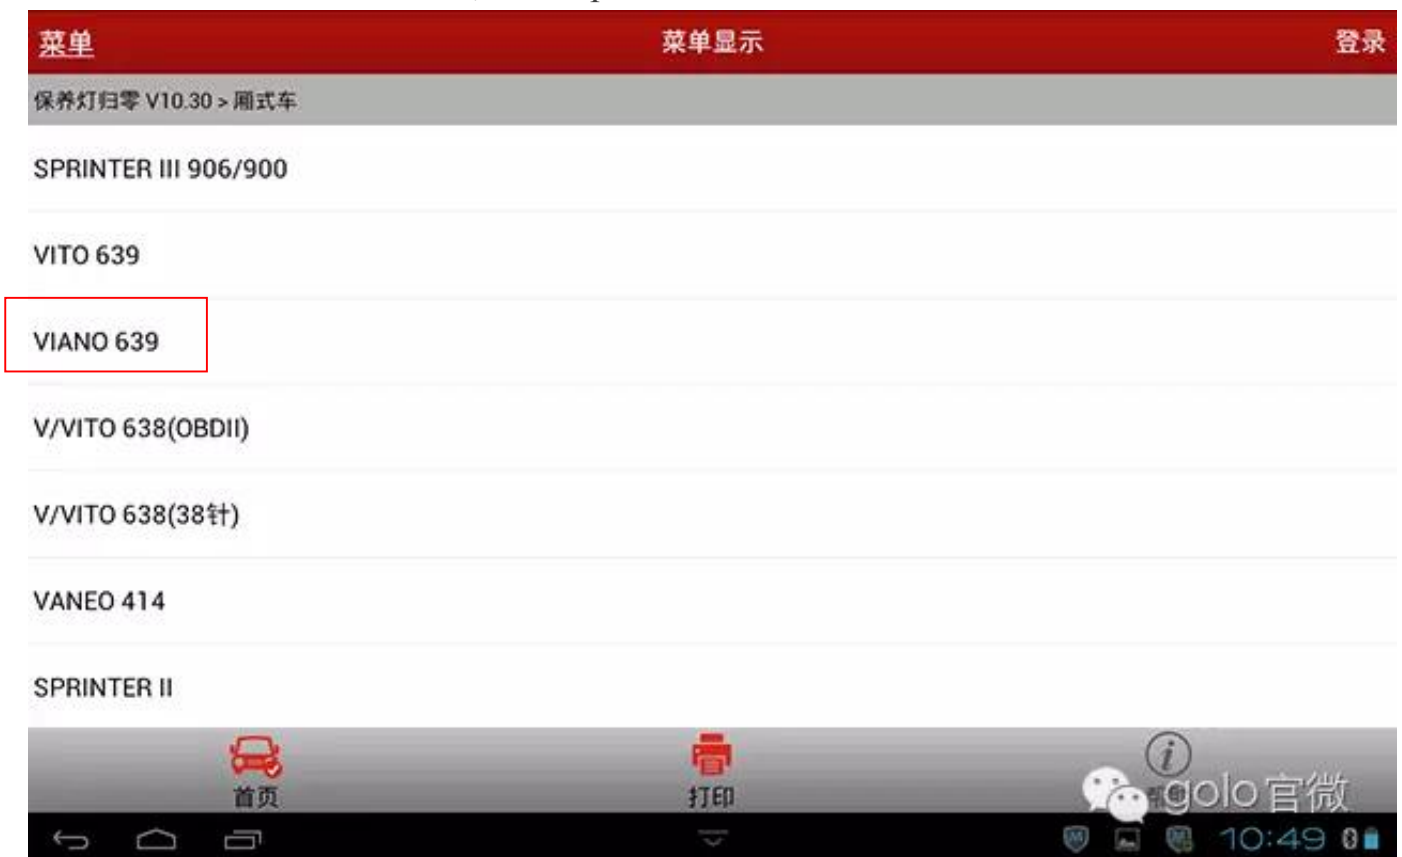 菜单
菜单显示
登录
保养灯归零 V10.30 > 厢式车
SPRINTER III 906/900
VITO 639
VIANO 639
V/VITO 638(OBDII)
V/VITO 638(38针)
VANEO 414
SPRINTER II
首页
打印
golo官微
10:49